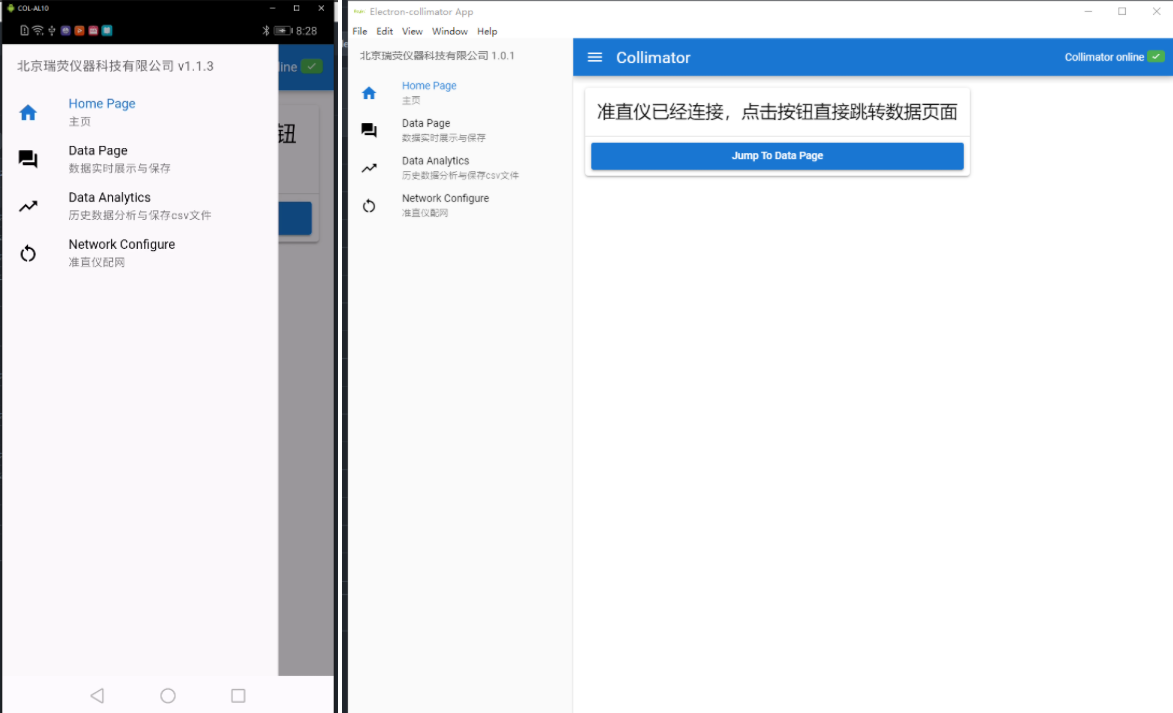 COL-AL10
8:28
北京瑞荧仪器科技有限公司 v1.1.3
line
Home Page
主页
钮
Data Page
数据实时展示与保存
Data Analytics
历史数据分析与保存csv文件
Network Configure
准直仪配网
Electron-collimator App
File Edit View Window Help
北京瑞荧仪器科技有限公司 1.0.1
Collimator
Collimator online
Home Page
主页
Data Page
数据实时展示与保存
Data Analytics
历史数据分析与保存csv文件
Network Configure
准直仪配网
准直仪已经连接，点击按钮直接跳转数据页面
Jump To Data Page